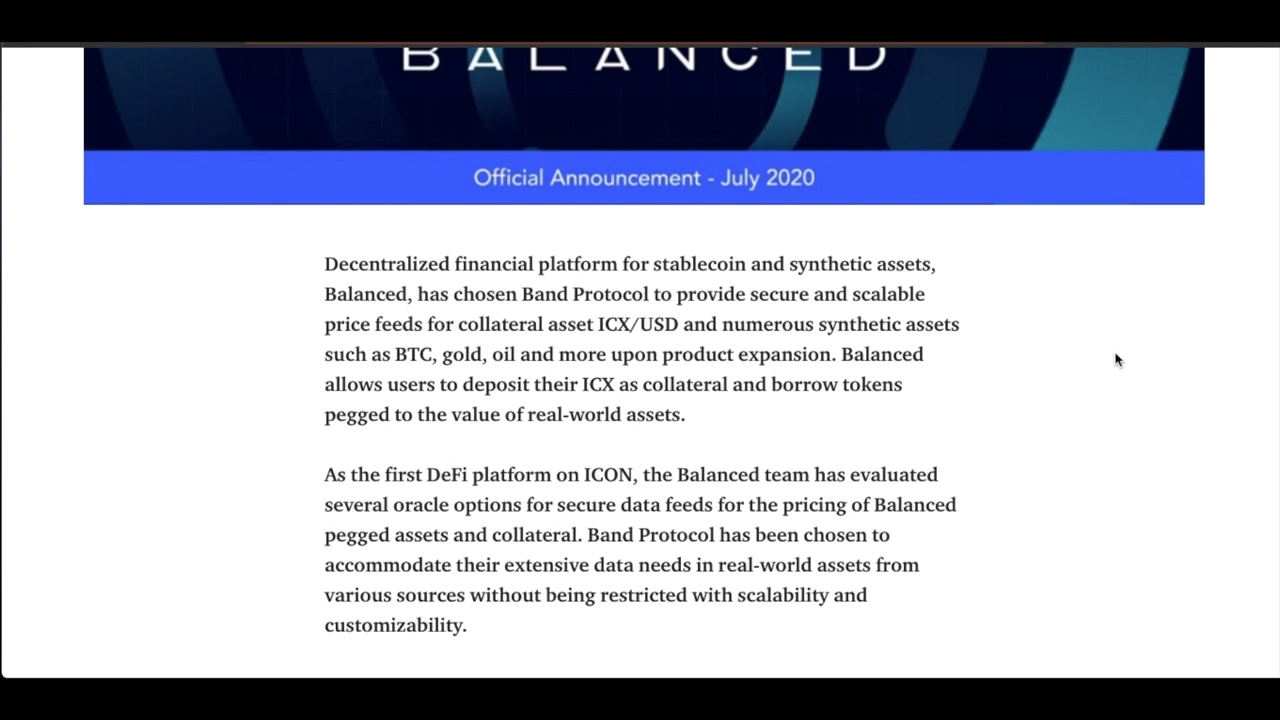 BALANCED
Official Announcement - July 2020
Decentralized financial platform for stablecoin and synthetic assets,
Balanced, has chosen Band Protocol to provide secure and scalable
price feeds for collateral asset ICX/USD and numerous synthetic assets
such as BTC, gold, oil and more upon product expansion. Balanced
allows users to deposit their ICX as collateral and borrow tokens
pegged to the value of real-world assets.
As the first DeFi platform on ICON, the Balanced team has evaluated
several oracle options for secure data feeds for the pricing of Balanced
pegged assets and collateral. Band Protocol has been chosen to
accommodate their extensive data needs in real-world assets from
various sources without being restricted with scalability and
customizability.